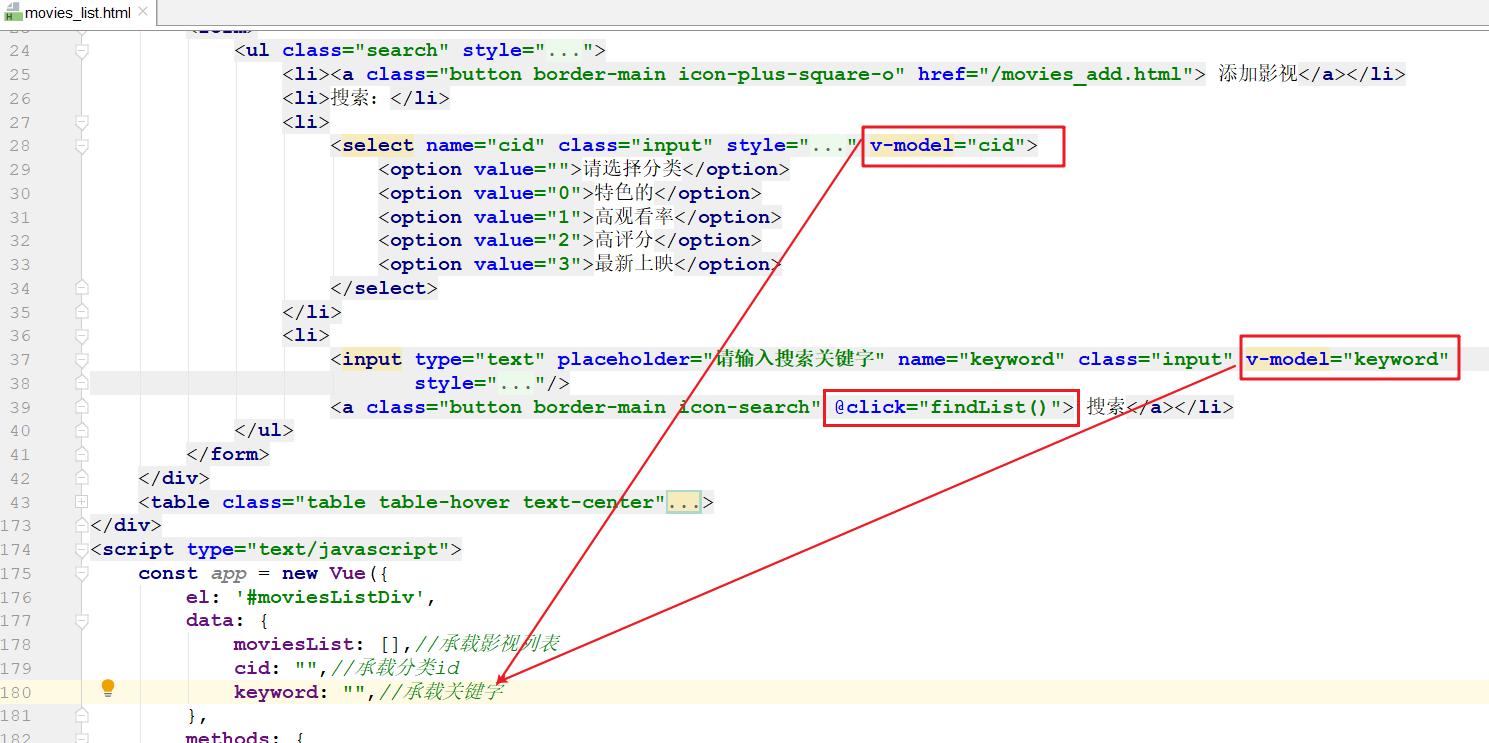 movies_list.html
23 <form>
24 <ul class="search" style="...">
25 <li><a class="button border-main icon-plus-square-o" href="/movies_add.html"> 添加影视</a></li>
26 <li>搜索：</li>
27 <li>
28 <select name="cid" class="input" style="..." v-model="cid">
29 <option value="">请选择分类</option>
30 <option value="0">特色的</option>
31 <option value="1">高观看率</option>
32 <option value="2">高评分</option>
33 <option value="3">最新上映</option>
34 </select>
35 </li>
36 <li>
37 <input type="text" placeholder="请输入搜索关键字" name="keyword" class="input" v-model="keyword"
38 style="..."/>
39 <a class="button border-main icon-search" @click="findList()"> 搜索</a></li>
40 </ul>
41 </form>
42 </div>
43 <table class="table table-hover text-center"...>
173 </div>
174 <script type="text/javascript">
175 const app = new Vue({
176 el: '#moviesListDiv',
177 data: {
178 moviesList: [],//承载影视列表
179 cid: "",//承载分类id
180 keyword: "",//承载关键字
181 },
182 methods: {